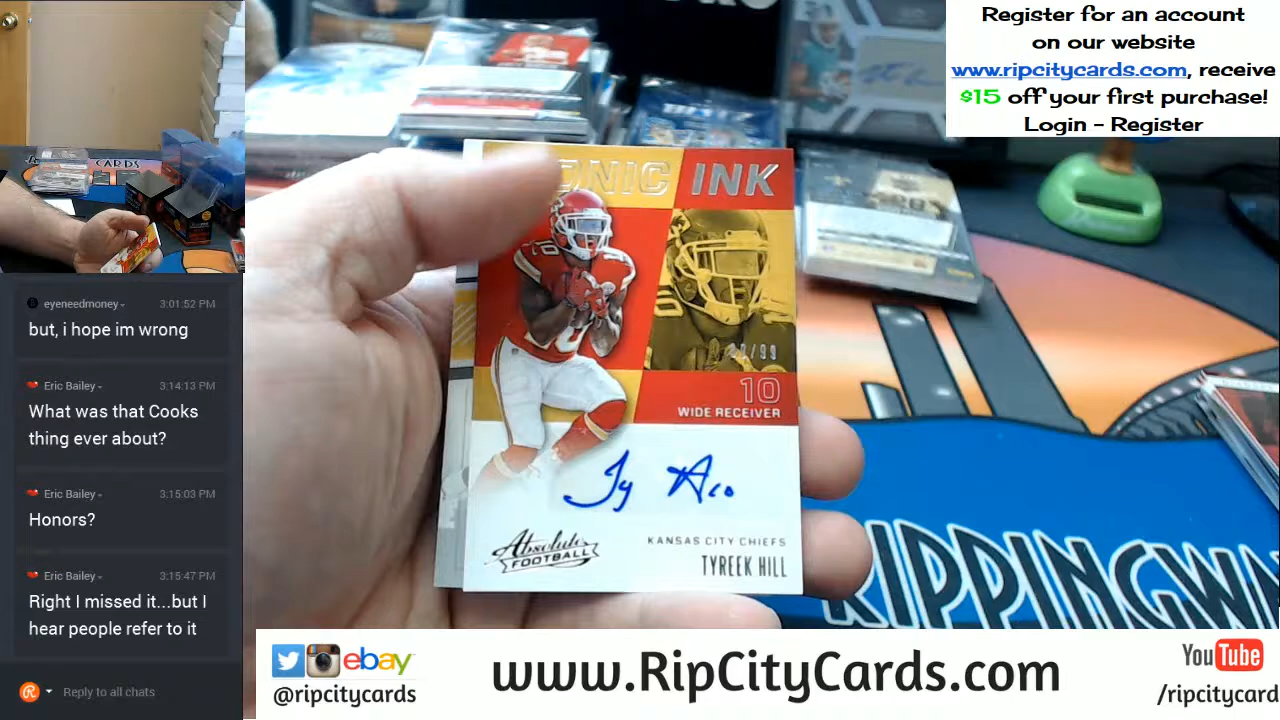 Register for an account
on our website
www.ripcitycards.com, receive
$15 off your first purchase!
Login - Register
CARDS
INK
10
WIDE RECEIVER
KANSAS CITY CHIEFS
TYREEK HILL
Absolute
FOOTBALL
eyeneedmoney
3:01:52 PM
but, i hope im wrong
Eric Bailey
3:14:13 PM
What was that Cooks
thing ever about?
Eric Bailey
3:15:03 PM
Honors?
Eric Bailey
3:15:47 PM
Right I missed it...but I
hear people refer to it
Reply to all chats
ebay
@ripcitycards
www.RipCityCards.com
YouTube
/ripcitycard